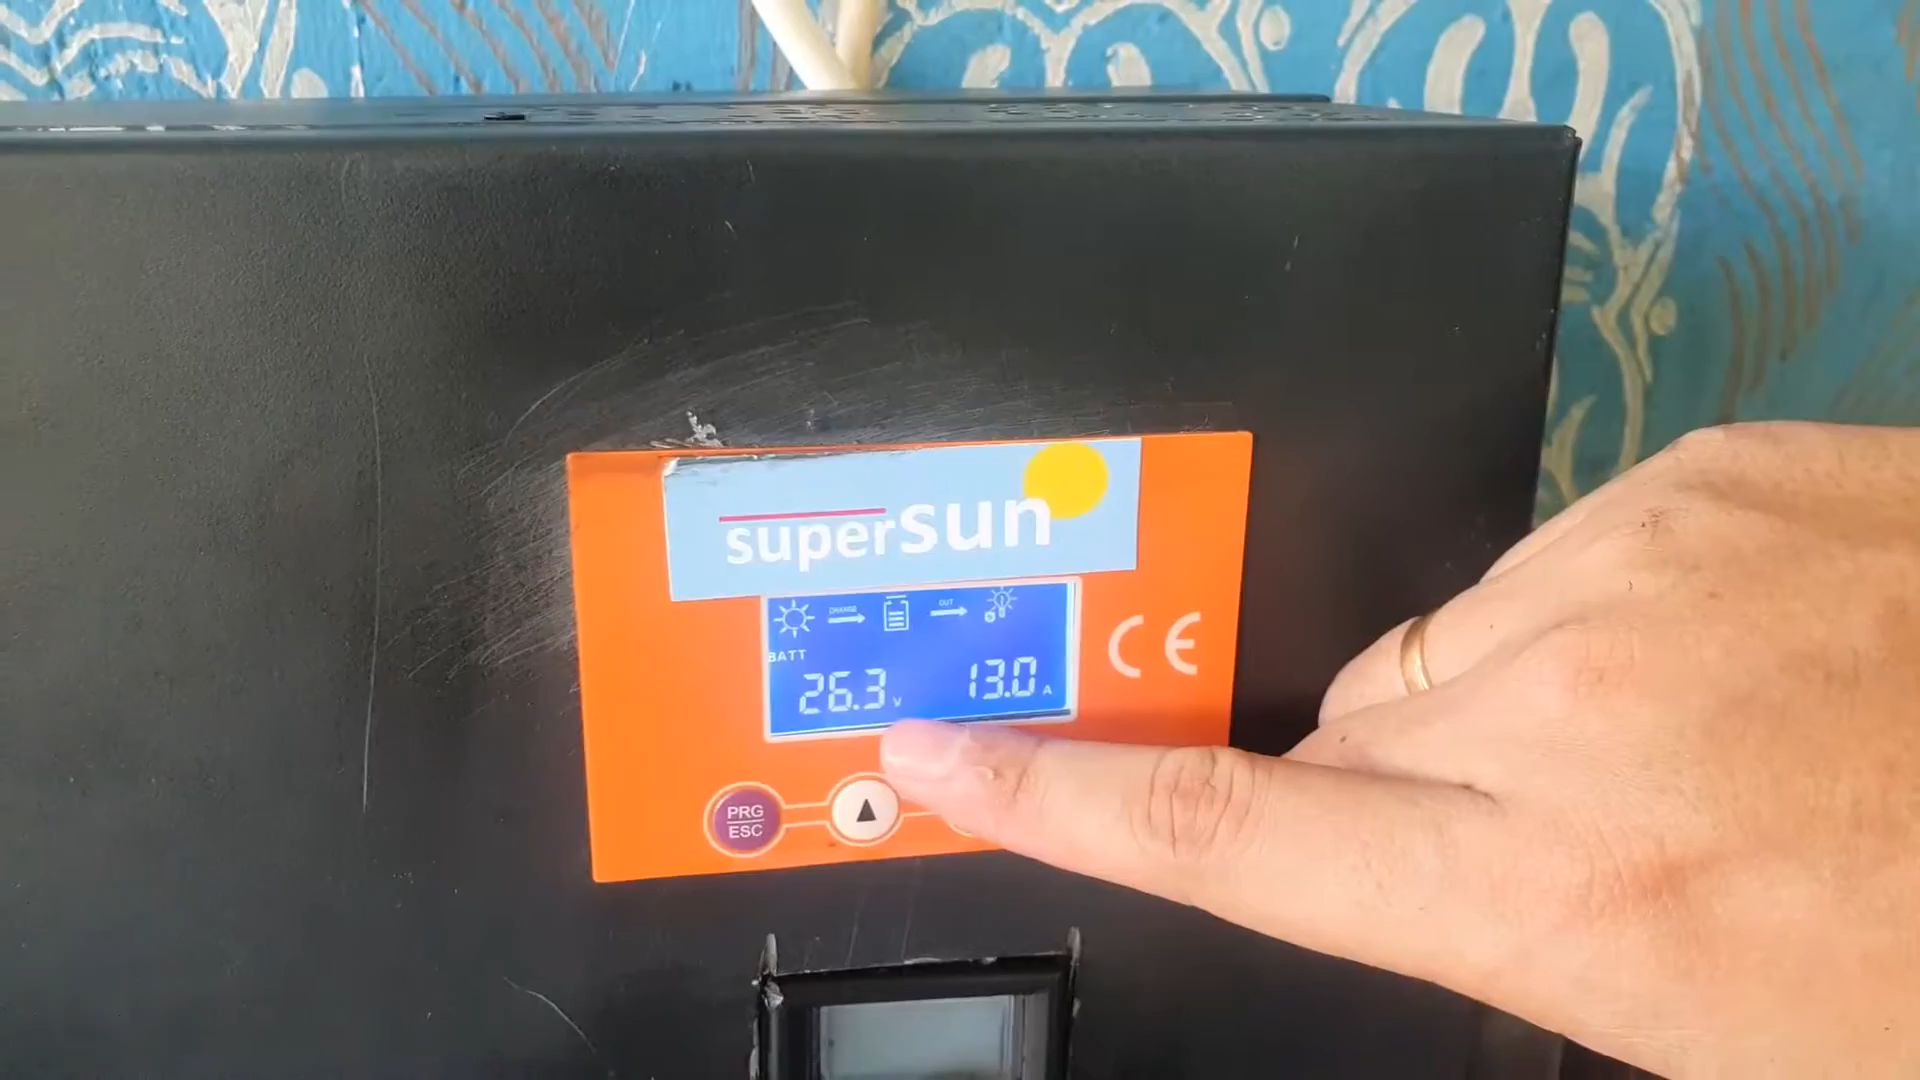 superSun
CHARGE OUT
BATT
26.3 V 13.0 A
CE
PRG
ESC